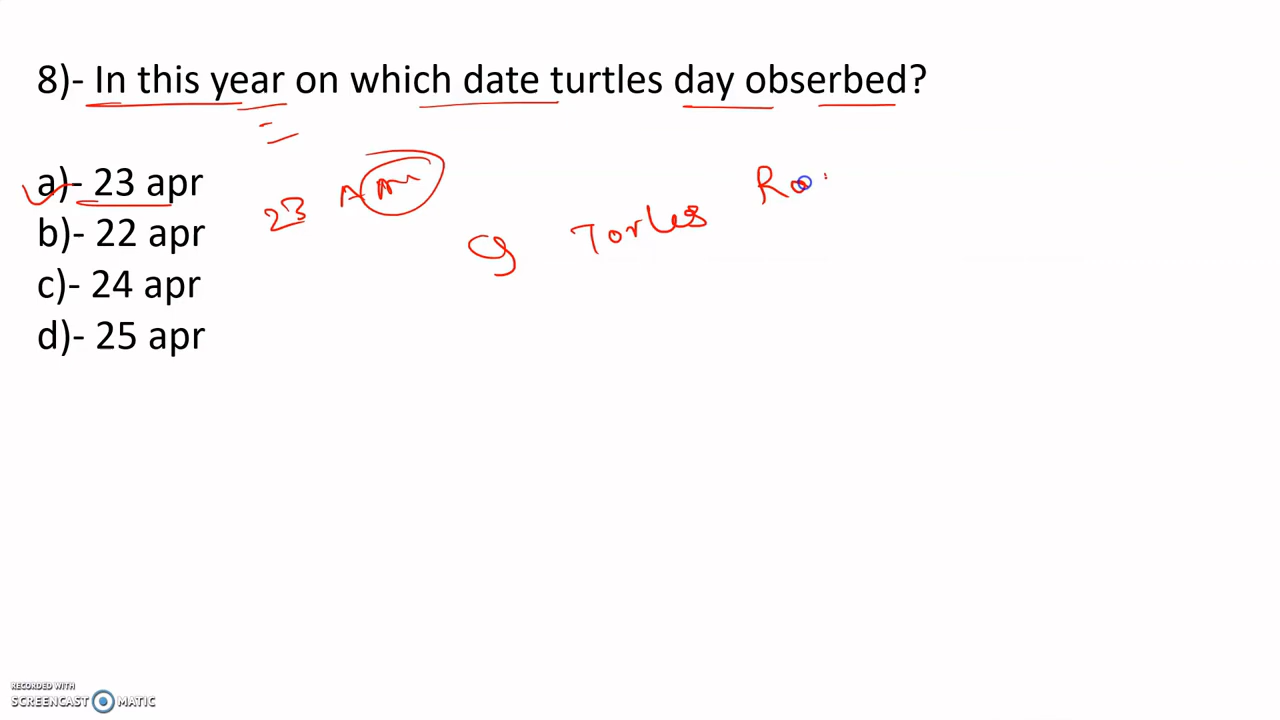 8)- In this year on which date turtles day obserbed?
a)- 23 apr
b)- 22 apr
c)- 24 apr
d)- 25 apr
23
Torles
RECORDED WITH
SCREENCAST MATIC